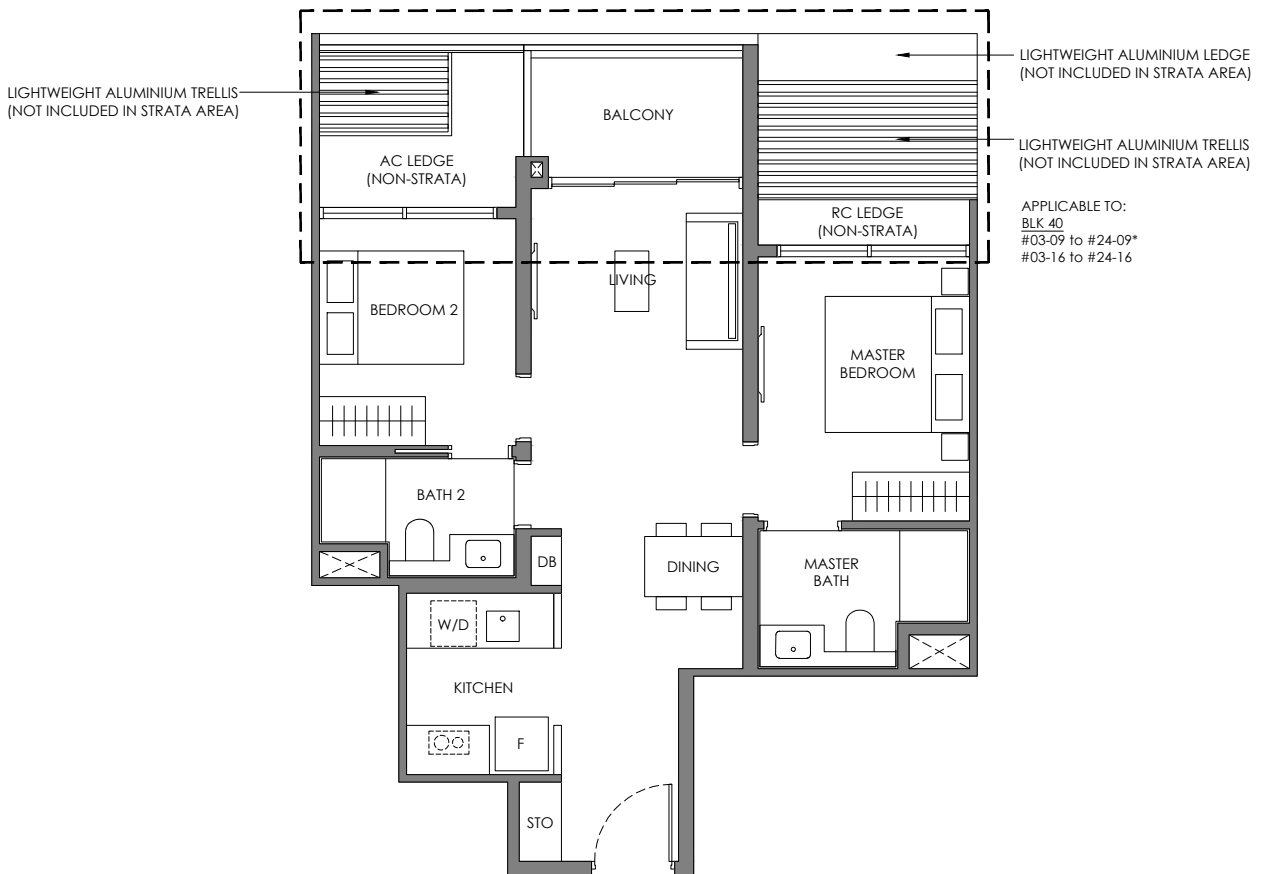 LIGHTWEIGHT ALUMINIUM LEDGE
(NOT INCLUDED IN STRATA AREA)
LIGHTWEIGHT ALUMINIUM TRELLIS
(NOT INCLUDED IN STRATA AREA)
BALCONY
LIGHTWEIGHT ALUMINIUM TRELLIS
(NOT INCLUDED IN STRATA AREA)
AC LEDGE
(NON-STRATA)
RC LEDGE
(NON-STRATA)
APPLICABLE TO:
BLK 40
#03-09 to #24-09*
#03-16 to #24-16
LIVING
BEDROOM 2
MASTER
BEDROOM
BATH 2
DB
DINING
MASTER
BATH
W/D
KITCHEN
F
STO